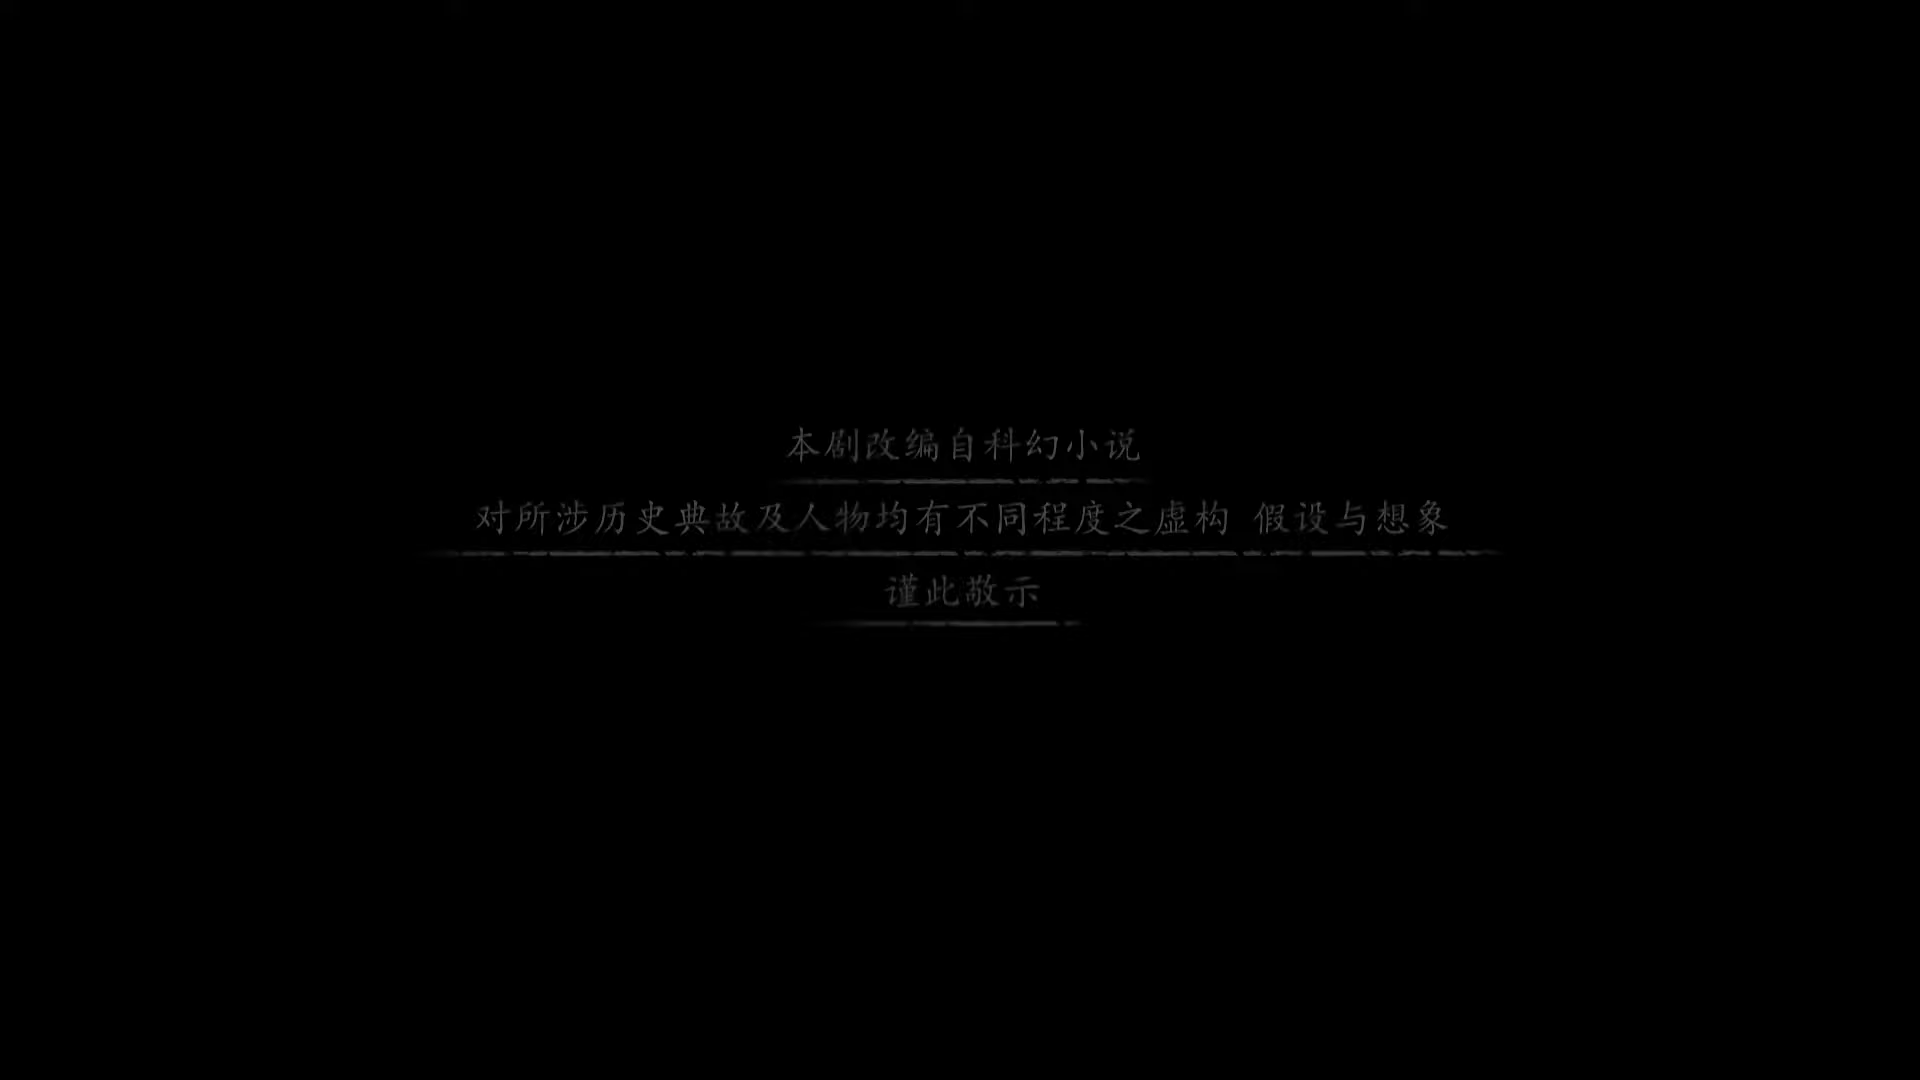 本剧改编自科幻小说
对所涉历史典故及人物均有不同程度之虚构 假设与想象
谨此敬示